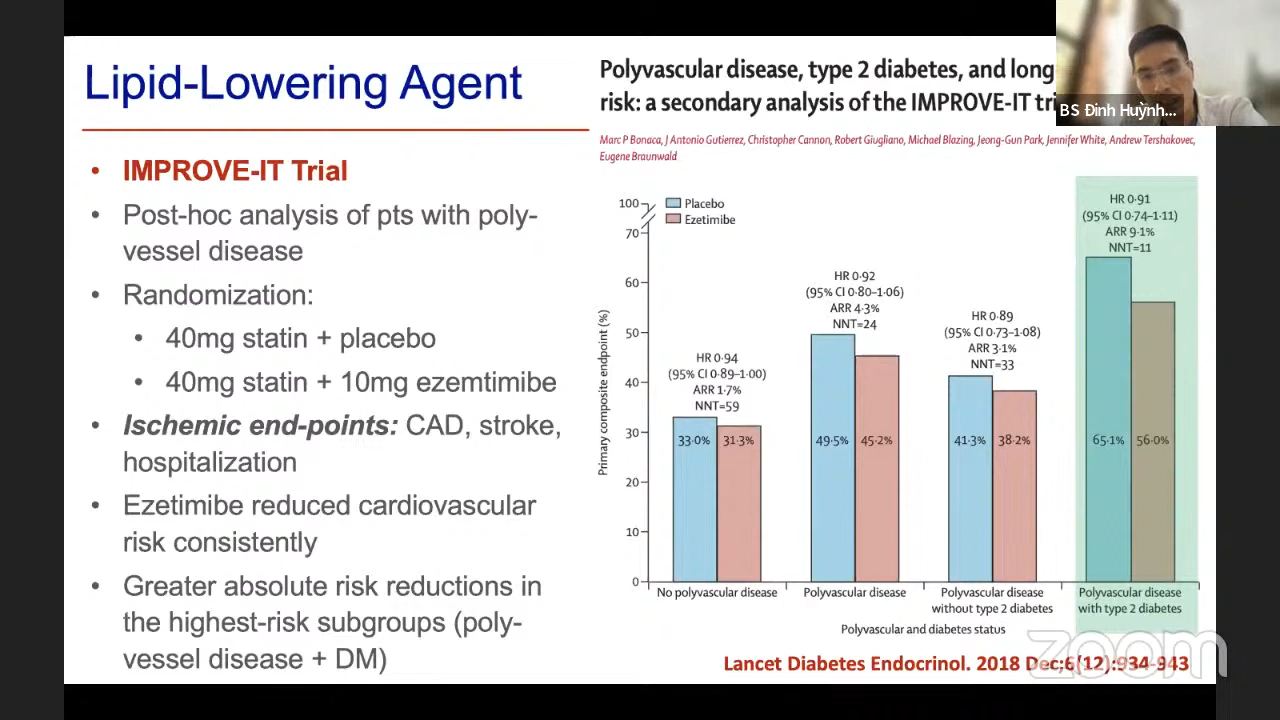 Lipid-Lowering Agent
• IMPROVE-IT Trial
• Post-hoc analysis of pts with poly-
vessel disease
• Randomization:
• 40mg statin + placebo
• 40mg statin + 10mg ezemtimibe
• Ischemic end-points: CAD, stroke,
hospitalization
• Ezetimibe reduced cardiovascular
risk consistently
• Greater absolute risk reductions in
the highest-risk subgroups (poly-
vessel disease + DM)
Polyvascular disease, type 2 diabetes, and long
risk: a secondary analysis of the IMPROVE-IT tri
Marc P Bonaca, J Antonio Gutierrez, Christopher Cannon, Robert Giugliano, Michael Blazing, Jeong-Gun Park, Jennifer White, Andrew Tershakovec,
Eugene Braunwald
BS Đinh Huỳnh...
Placebo
Ezetimibe
Primary composite endpoint (%)
100
70
60
50
40
30
20
10
0
HR 0·94
(95% CI 0·89–1·00)
ARR 1·7%
NNT=59
33·0% 31·3%
No polyvascular disease
HR 0·92
(95% CI 0·80–1·06)
ARR 4·3%
NNT=24
49·5% 45·2%
Polyvascular disease
HR 0·89
(95% CI 0·73–1·08)
ARR 3·1%
NNT=33
41·3% 38·2%
Polyvascular disease
without type 2 diabetes
HR 0·91
(95% CI 0·74–1·11)
ARR 9·1%
NNT=11
65·1% 56·0%
Polyvascular disease
with type 2 diabetes
Polyvascular and diabetes status
Lancet Diabetes Endocrinol. 2018 Dec;6(12):934-943
zoom